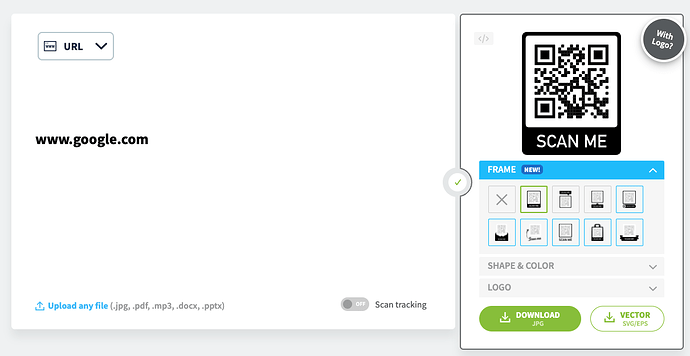 URL
www.google.com
Upload any file (.jpg, .pdf, .mp3, .docx, .pptx)
OFF Scan tracking
</>
With
Logo?
SCAN ME
FRAME NEW!
SCAN ME
SHAPE & COLOR
LOGO
DOWNLOAD
JPG
VECTOR
SVG/EPS